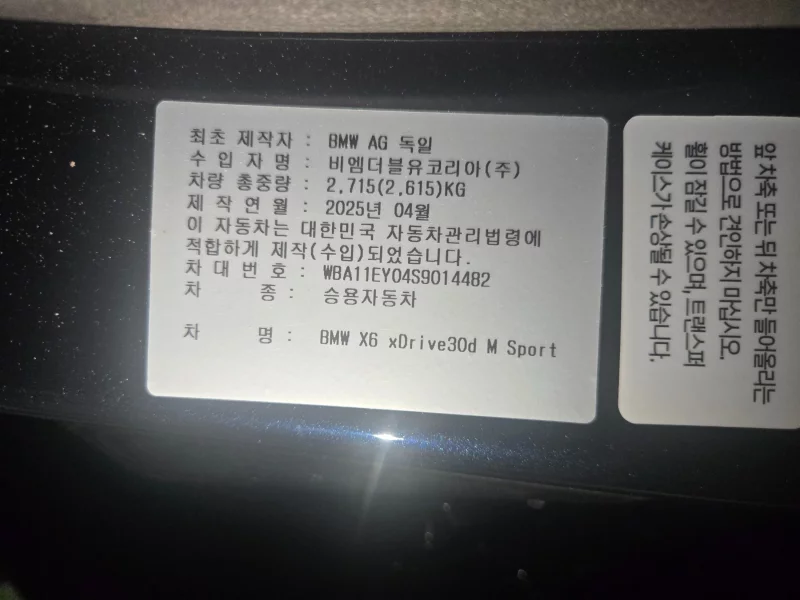 최초 제작자 : BMW AG 독일
수 입 자 명 : 비엠더블유코리아(주)
차량 총중량 : 2,715(2,615)KG
제 작 연 월 : 2025년 04월
이 자동차는 대한민국 자동차관리법령에
적합하게 제작(수입)되었습니다.
차 대 번 호 : WBA11EY04S9014482
차 종 : 승용자동차
차 명 : BMW X6 xDrive30d M Sport
앞 차축 또는 뒤 차축만 들어올리는
방법으로 견인하지 마십시오.
휠이 잠길 수 있으며, 트랜스퍼
케이스가 손상될 수 있습니다.